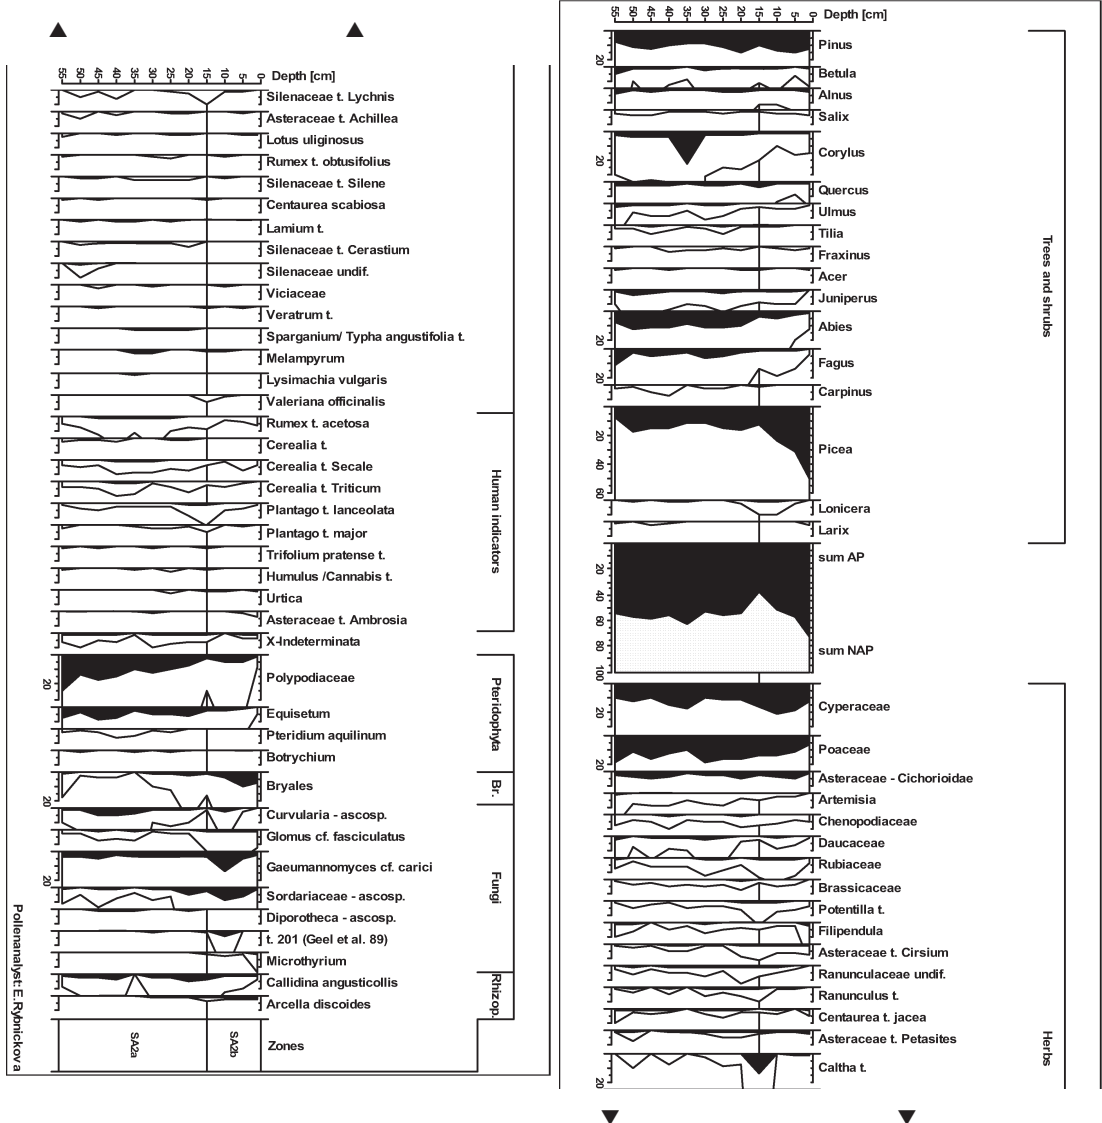 55 50 45 40 35 30 25 20 15 10 5 0 Depth [cm]
Silenaceae t. Lychnis
Asteraceae t. Achillea
Lotus uliginosus
Rumex t. obtusifolius
Silenaceae t. Silene
Centaurea scabiosa
Lamium t.
Silenaceae t. Cerastium
Silenaceae undif.
Viciaceae
Veratrum t.
Sparganium/ Typha angustifolia t.
Melampyrum
Lysimachia vulgaris
Valeriana officinalis
Rumex t. acetosa
Cerealia t.
Cerealia t. Secale
Cerealia t. Triticum
Plantago t. lanceolata
Plantago t. major
Trifolium pratense t.
Humulus /Cannabis t.
Urtica
Asteraceae t. Ambrosia
Human indicators
X-Indeterminata
20
Polypodiaceae
Equisetum
Pteridium aquilinum
Botrychium
Pteridophyta
20
Bryales
Br.
Curvularia - ascosp.
Glomus cf. fasciculatus
20
Gaeumannomyces cf. carici
Sordariaceae - ascosp.
Diporotheca - ascosp.
t. 201 (Geel et al. 89)
Microthyrium
Fungi
Callidina angusticollis
Arcella discoides
Rhizop.
SA2a
SA2b
Zones
Pollenanalyst: E.Rybnickova
55 50 45 40 35 30 25 20 15 10 5 0 Depth [cm]
20
Pinus
Betula
Alnus
Salix
20
Corylus
Quercus
Ulmus
Tilia
Fraxinus
Acer
Juniperus
20
Abies
20
Fagus
Carpinus
20
40
60
Picea
Lonicera
Larix
Trees and shrubs
20
40
60
80
100
sum AP
sum NAP
20
Cyperaceae
20
Poaceae
Asteraceae - Cichorioidae
Artemisia
Chenopodiaceae
Daucaceae
Rubiaceae
Brassicaceae
Potentilla t.
Filipendula
Asteraceae t. Cirsium
Ranunculaceae undif.
Ranunculus t.
Centaurea t. jacea
Asteraceae t. Petasites
20
Caltha t.
Herbs